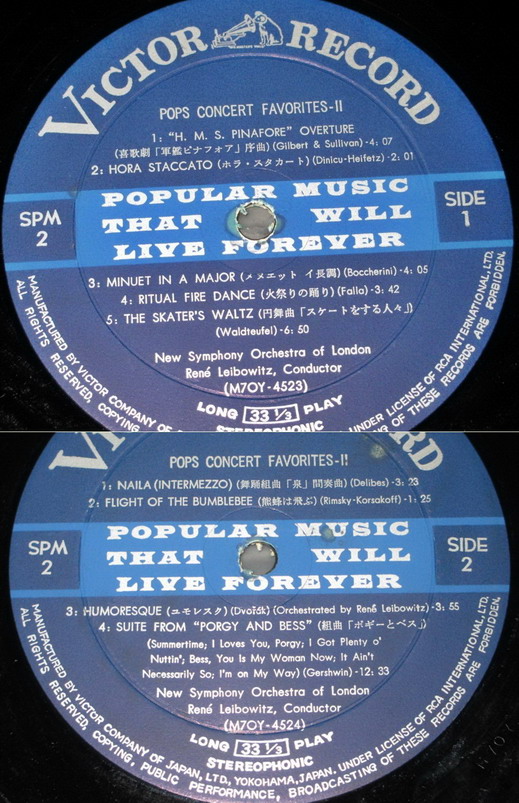 VICTOR RECORD
POPS CONCERT FAVORITES-II
1: "H. M. S. PINAFORE" OVERTURE
(喜歌劇「軍艦ピナフォア」序曲) (Gilbert & Sullivan)·4: 07
2: HORA STACCATO (ホラ・スタカート) (Dinicu-Heifetz)·2: 01
POPULAR MUSIC
THAT WILL
LIVE FOREVER
SPM
2
SIDE
1
3: MINUET IN A MAJOR (メヌエット イ長調) (Boccherini)·4: 05
4: RITUAL FIRE DANCE (火祭りの踊り) (Falla)·3: 42
5: THE SKATER'S WALTZ (円舞曲「スケートをする人々」)
(Waldteufel)·6: 50
New Symphony Orchestra of London
René Leibowitz, Conductor
(M7OY-4523)
LONG 33 1/3 PLAY
STEREOPHONIC
MANUFACTURED BY VICTOR COMPANY OF
UNDER LICENSE OF RCA INTERNATIONAL, LTD.
ALL RIGHTS RESERVED, COPYING,
OF THESE RECORDS ARE FORBIDDEN.
POPS CONCERT FAVORITES-II
1: NAILA (INTERMEZZO) (舞踊組曲「泉」間奏曲) (Delibes)·3: 23
2: FLIGHT OF THE BUMBLEBEE (熊蜂は飛ぶ) (Rimsky-Korsakoff)·1: 25
POPULAR MUSIC
THAT WILL
LIVE FOREVER
SPM
2
SIDE
2
3: HUMORESQUE (ユモレスク) (Dvořák) (Orchestrated by René Leibowitz)·3: 55
4: SUITE FROM "PORGY AND BESS" (組曲「ポギーとベス」)
(Summertime; I Loves You, Porgy; I Got Plenty o'
Nuttin'; Bess, You Is My Woman Now; It Ain't
Necessarily So; I'm on My Way) (Gershwin)·12: 33
New Symphony Orchestra of London
René Leibowitz, Conductor
(M7OY-4524)
LONG 33 1/3 PLAY
STEREOPHONIC
MANUFACTURED BY VICTOR COMPANY OF JAPAN, LTD., YOKOHAMA, JAPAN. UNDER LICENSE OF RCA INTERNATIONAL, LTD.
ALL RIGHTS RESERVED, COPYING, PUBLIC PERFORMANCE, BROADCASTING OF THESE RECORDS ARE FORBIDDEN.